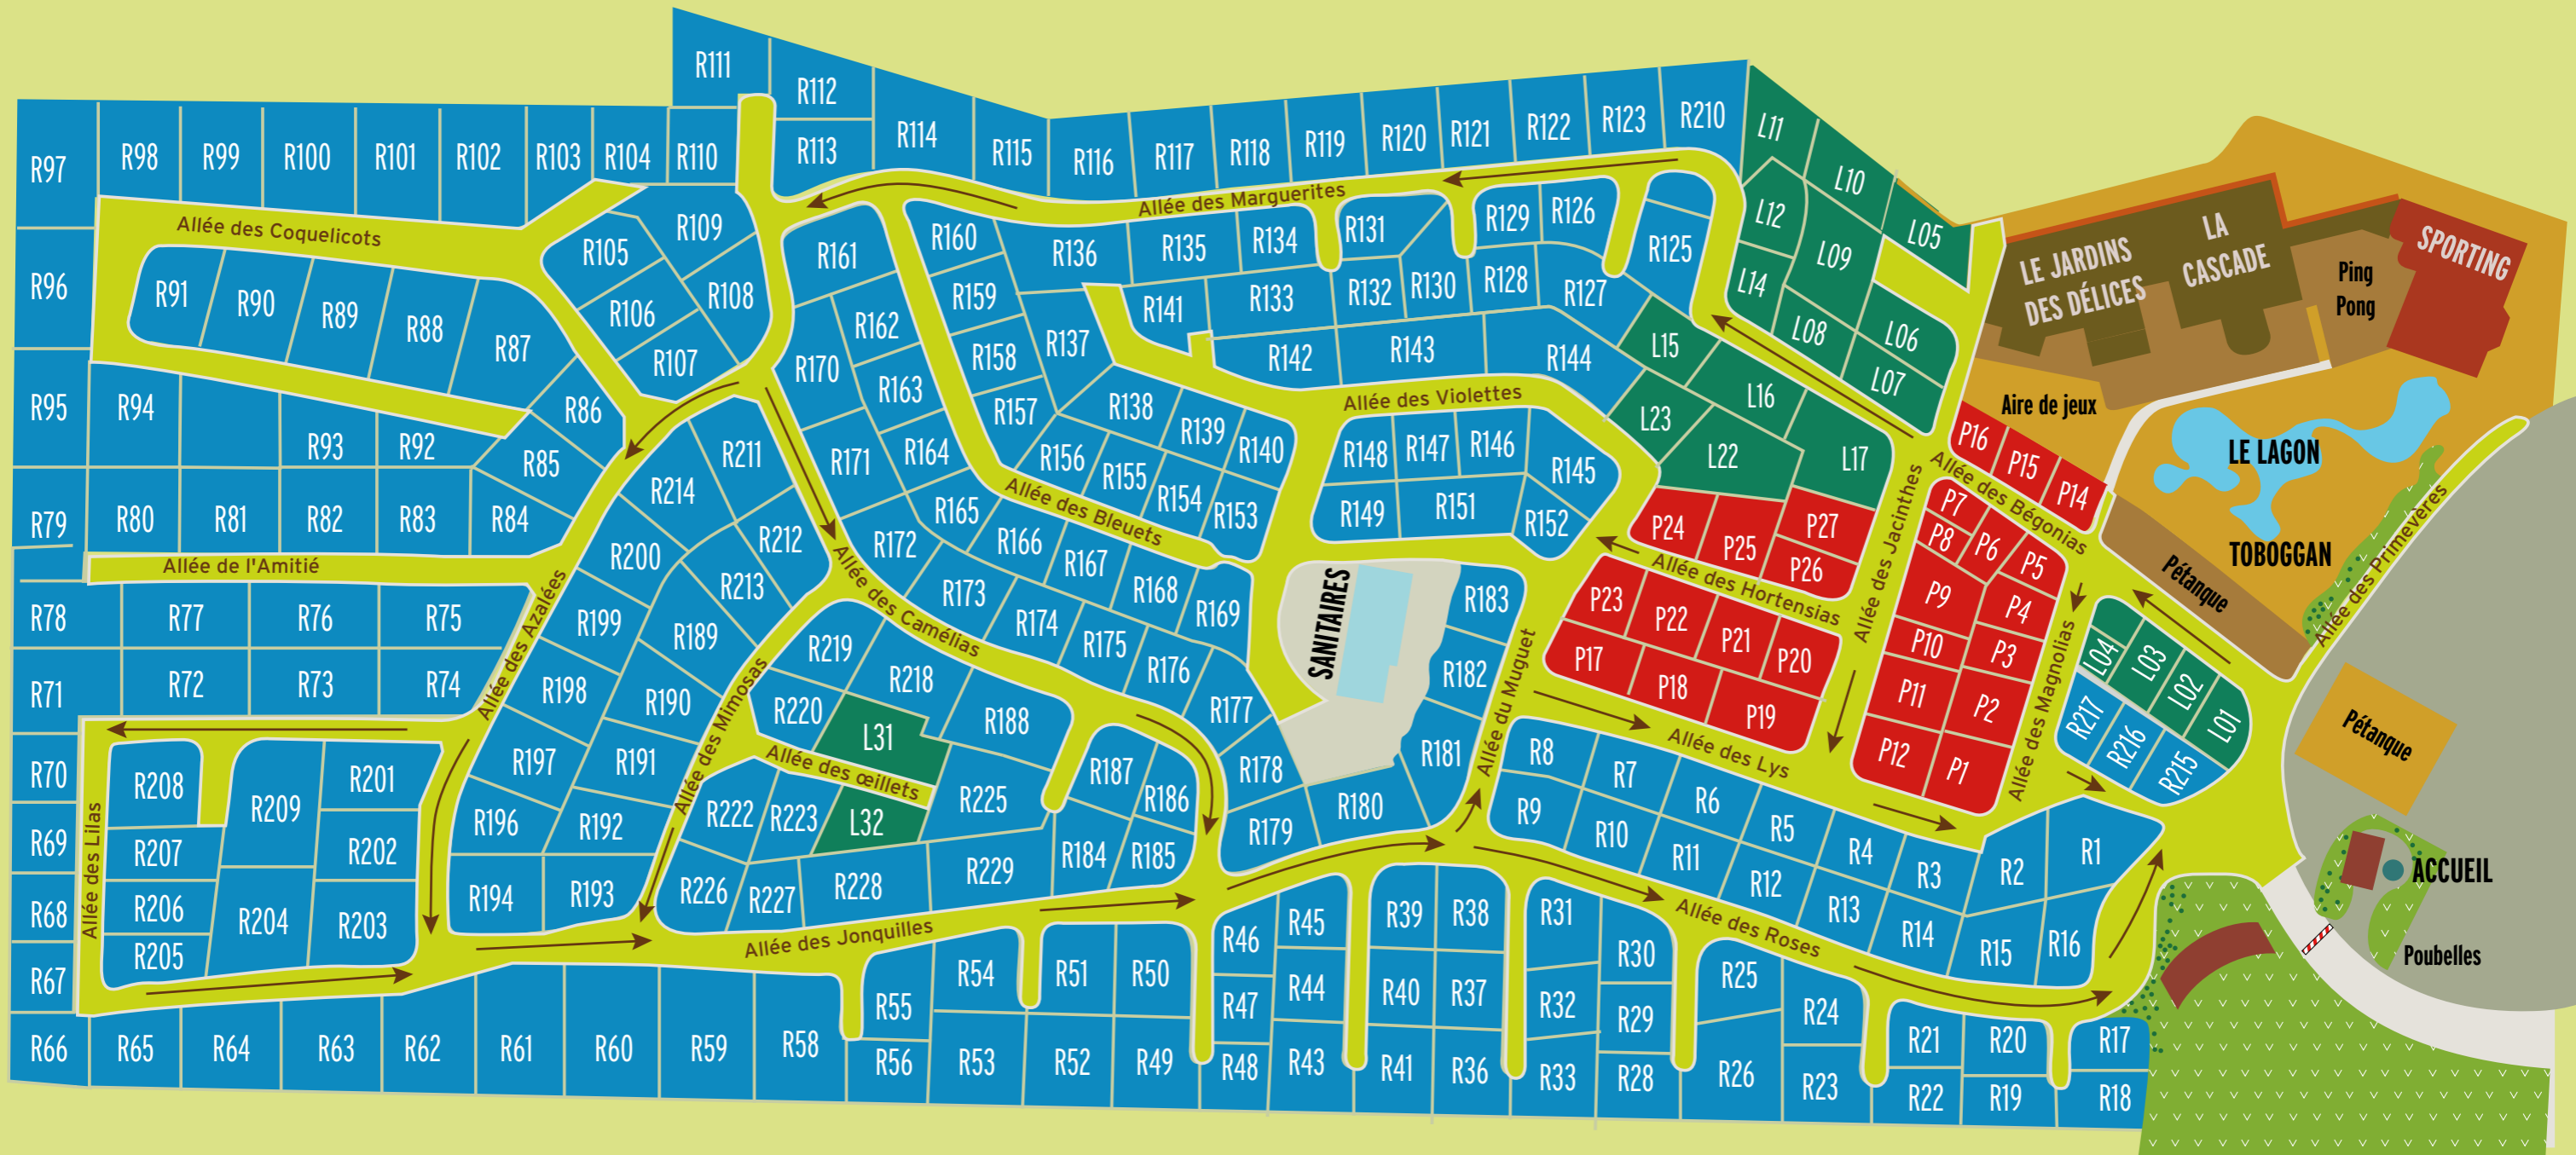 R111
R112
R113
R114
R115
R116
R117
R118
R119
R120
R121
R122
R123
R210
L11
L10
L05
L12
L09
L14
L08
L06
L07
R97
R98
R99
R100
R101
R102
R103
R104
R110
Allée des Marguerites
Allée des Coquelicots
R105
R109
R106
R108
R107
R161
R160
R136
R135
R134
R131
R129
R126
R125
R96
R91
R90
R89
R88
R87
R86
R162
R159
R141
R133
R132
R130
R128
R127
R170
R163
R158
R137
R142
R143
R144
L15
L16
L23
L22
L17
LE JARDINS
DES DÉLICES
LA
CASCADE
Ping
Pong
SPORTING
Aire de jeux
LE LAGON
TOBOGGAN
Pétanque
Allée des Primevères
R95
R94
R93
R92
R85
R211
R171
R164
R157
R138
R139
R140
R156
R155
R154
R153
Allée des Violettes
R148
R147
R146
R145
R149
R151
R152
P16
P15
P14
Allée des Bégonias
P7
P8
P6
P5
P9
P4
P10
P3
P11
P2
P12
P1
R79
R80
R81
R82
R83
R84
R214
R212
R200
R213
R172
R165
R166
Allée des Bleuets
R167
R168
R169
R173
R174
R175
R176
R177
R178
Allée de l'Amitié
Allée des Azalées
Allée des Camélias
SANITAIRES
R183
R182
R181
Allée du Muguet
P24
P25
P27
P26
Allée des Hortensias
Allée des Jacinthes
P23
P22
P21
P20
P17
P18
P19
Allée des Lys
Allée des Magnolias
L04
L03
L02
L01
R217
R216
R215
R78
R77
R76
R75
R71
R72
R73
R74
R199
R189
R198
R190
R197
R191
R196
R192
R194
R193
Allée des Mimosas
R219
R218
R220
L31
R188
Allée des œillets
R222
R223
L32
R225
R187
R186
R184
R185
R226
R227
R228
R229
R179
R180
Pétanque
ACCUEIL
Poubelles
R70
R69
R68
R67
R66
Allée des Lilas
R208
R209
R201
R207
R202
R206
R204
R203
R205
Allée des Jonquilles
R8
R7
R6
R5
R4
R3
R2
R1
R9
R10
R11
R12
R13
R14
R15
R16
Allée des Roses
R65
R64
R63
R62
R61
R60
R59
R58
R55
R56
R54
R53
R51
R52
R50
R49
R46
R47
R48
R45
R44
R43
R39
R40
R41
R38
R37
R36
R31
R32
R33
R30
R29
R28
R25
R26
R24
R23
R21
R22
R20
R19
R17
R18